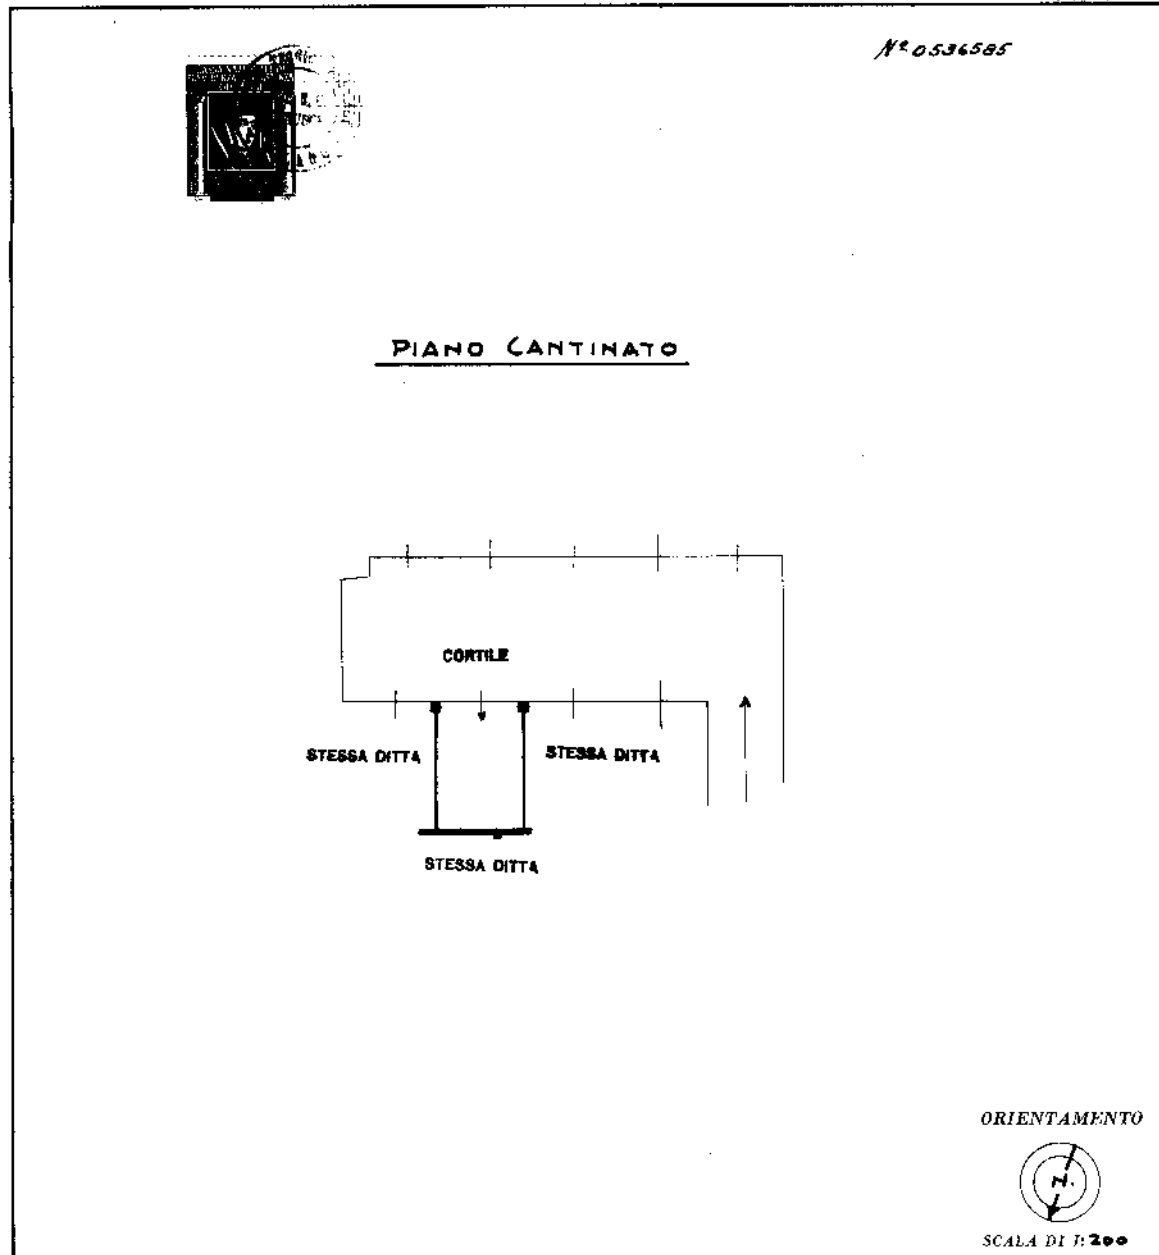 Nº 0536585
PIANO CANTINATO
CORTILE
STESSA DITTA
STESSA DITTA
STESSA DITTA
ORIENTAMENTO
N.
SCALA DI 1:200